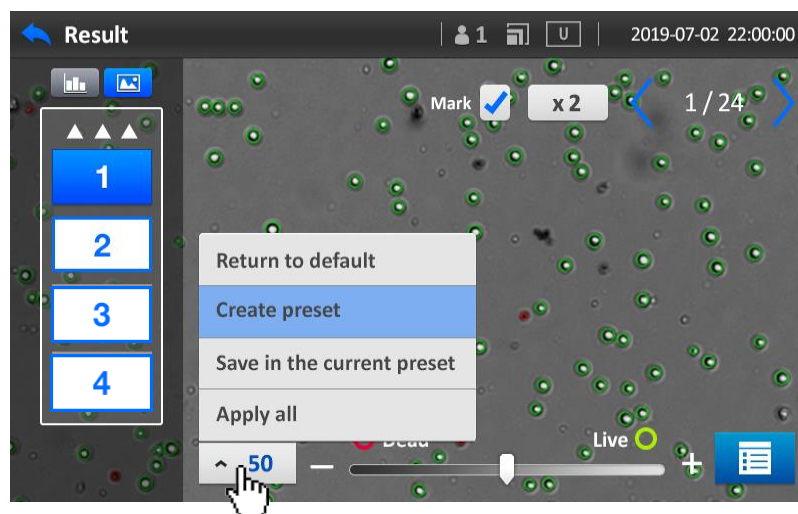 Result
1
U
2019-07-02 22:00:00
Mark
x 2
1 / 24
1
2
3
4
Return to default
Create preset
Save in the current preset
Apply all
Dead
Live
50